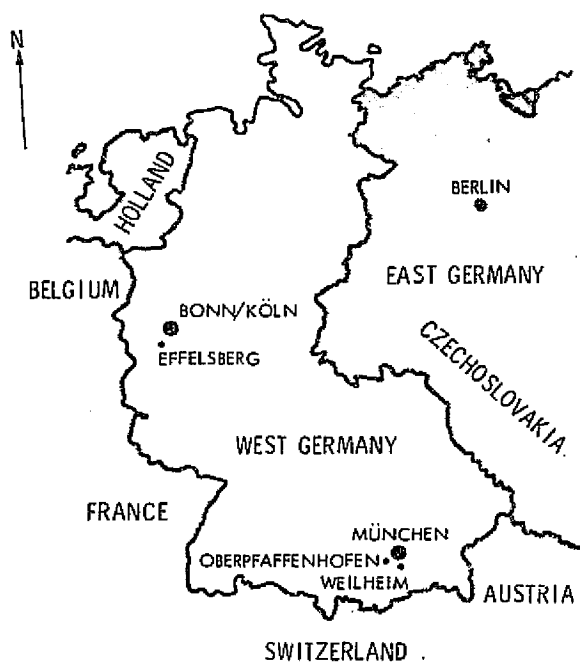 N
HOLLAND
BERLIN
BELGIUM
EAST GERMANY
BONN/KÖLN
EFFELSBERG
CZECHOSLOVAKIA
WEST GERMANY
FRANCE
MÜNCHEN
OBERPFAFFENHOFEN
WEILHEIM
AUSTRIA
SWITZERLAND